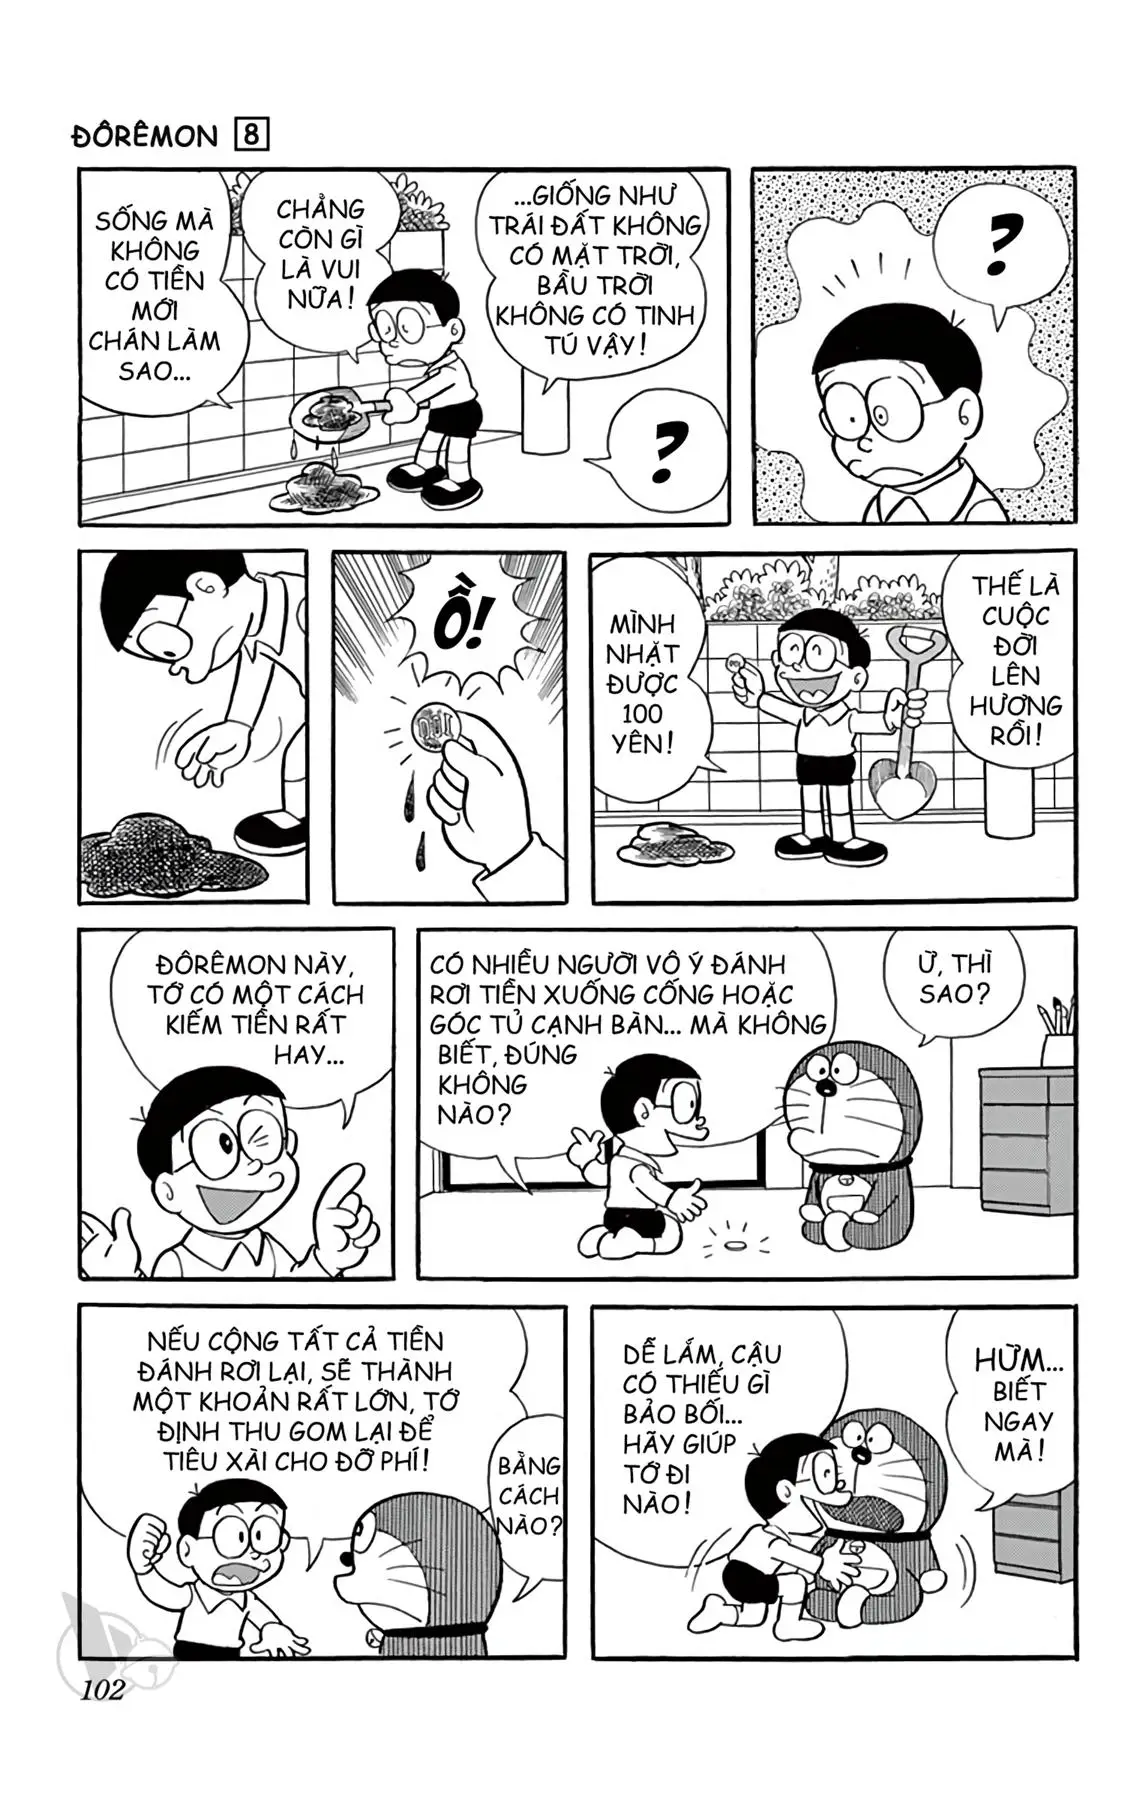 ĐÔRÊMON 8
SỐNG MÀ
KHÔNG
CÓ TIỀN
MỚI
CHÁN LÀM
SAO...
CHẲNG
CÒN GÌ
LÀ VUI
NỮA!
...GIỐNG NHƯ
TRÁI ĐẤT KHÔNG
CÓ MẶT TRỜI,
BẦU TRỜI
KHÔNG CÓ TINH
TÚ VẬY!
?
?
Ồ!
100
MÌNH
NHẶT
ĐƯỢC
100
YÊN!
THẾ LÀ
CUỘC
ĐỜI
LÊN
HƯƠNG
RỒI!
ĐÔRÊMON NÀY,
TỚ CÓ MỘT CÁCH
KIẾM TIỀN RẤT
HAY...
CÓ NHIỀU NGƯỜI VÔ Ý ĐÁNH
RƠI TIỀN XUỐNG CỐNG HOẶC
GÓC TỦ CẠNH BÀN... MÀ KHÔNG
BIẾT, ĐÚNG
KHÔNG
NÀO?
Ử, THÌ
SAO?
NẾU CỘNG TẤT CẢ TIỀN
ĐÁNH RƠI LẠI, SẼ THÀNH
MỘT KHOẢN RẤT LỚN, TỚ
ĐỊNH THU GOM LẠI ĐỂ
TIÊU XÀI CHO ĐỠ PHÍ!
BẰNG
CÁCH
NÀO?
DỄ LẮM, CẬU
CÓ THIẾU GÌ
BẢO BỐI...
HÃY GIÚP
TỚ ĐI
NÀO!
HỪM...
BIẾT
NGAY
MÀ!
102